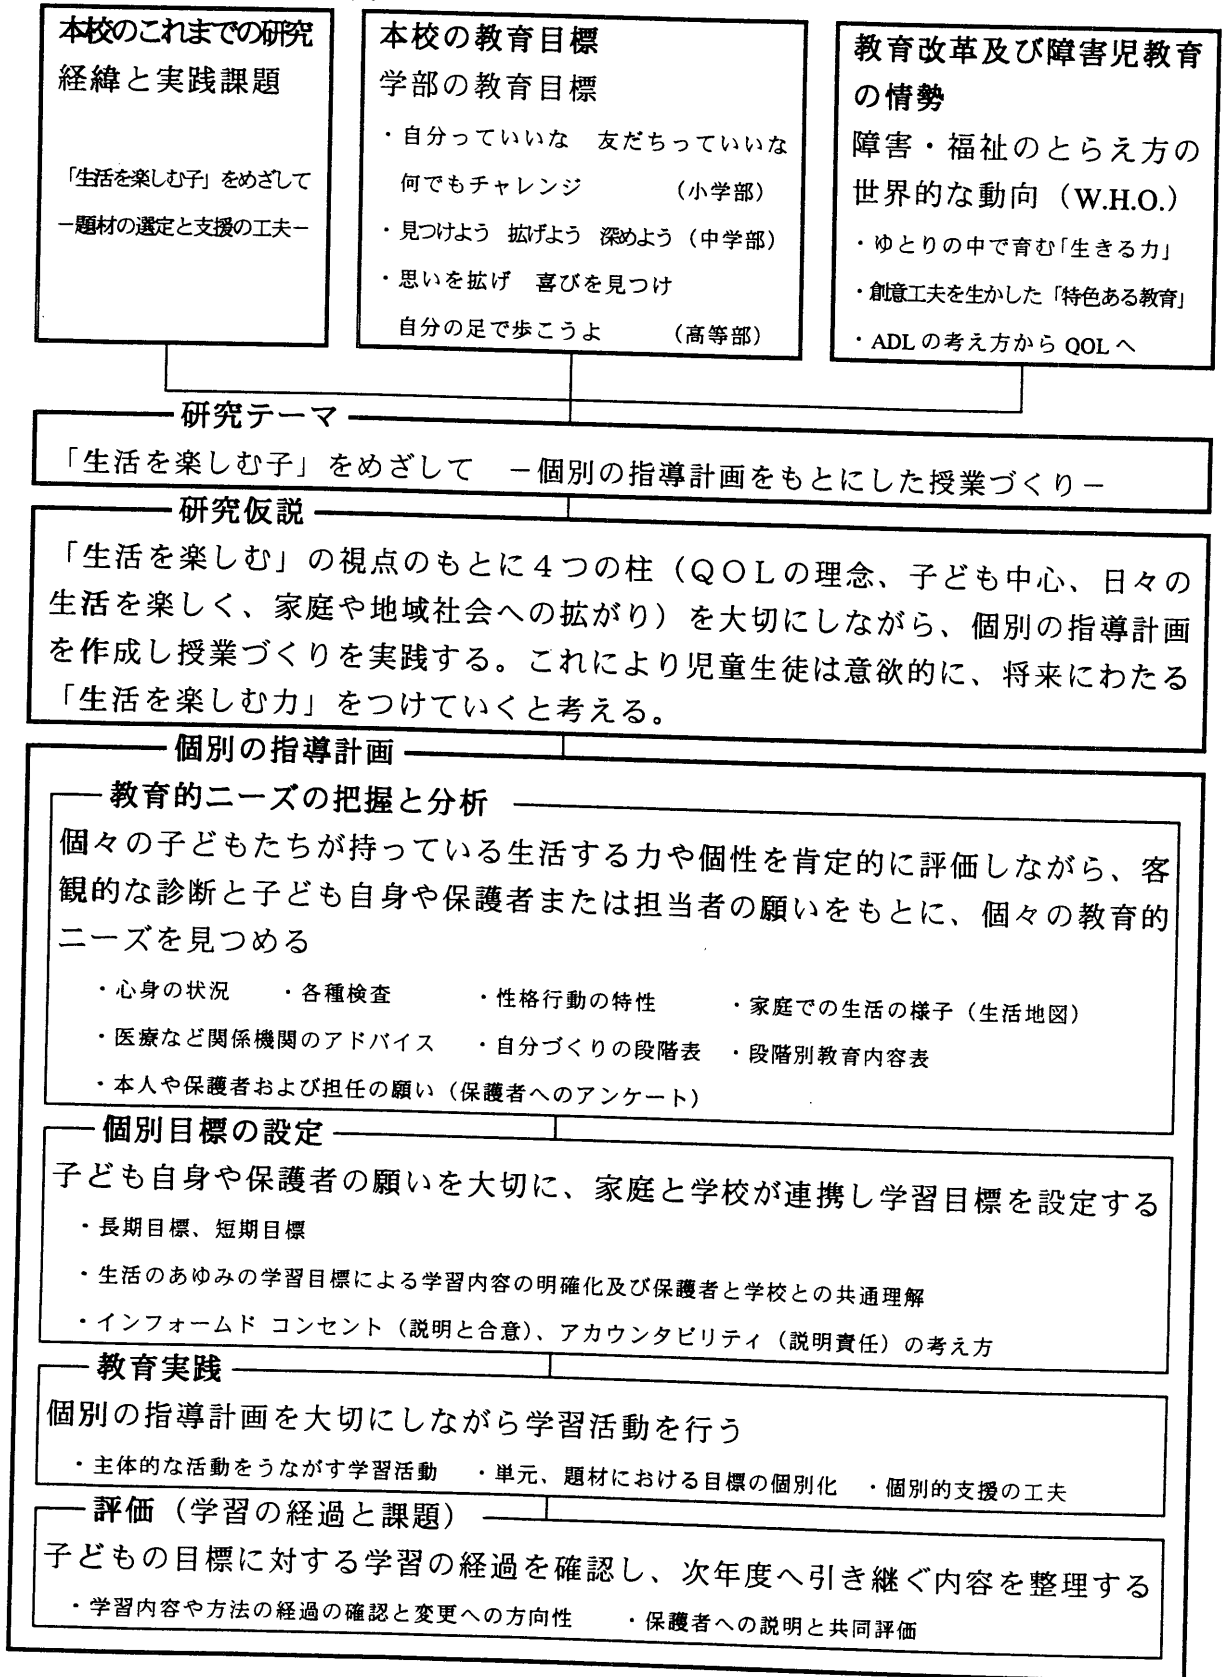 本校のこれまでの研究
経緯と実践課題
「生活を楽しむ子」をめざして
－題材の選定と支援の工夫－
本校の教育目標
学部の教育目標
・自分っていいな　友だちっていいな
何でもチャレンジ　（小学部）
・見つけよう　拡げよう　深めよう（中学部）
・思いを拡げ　喜びを見つけ
自分の足で歩こうよ　（高等部）
教育改革及び障害児教育
の情勢
障害・福祉のとらえ方の
世界的な動向（W.H.O.）
・ゆとりの中で育む「生きる力」
・創意工夫を生かした「特色ある教育」
・ADLの考え方からQOLへ
研究テーマ
「生活を楽しむ子」をめざして　－個別の指導計画をもとにした授業づくり－
研究仮説
「生活を楽しむ」の視点のもとに４つの柱（ＱＯＬの理念、子ども中心、日々の
生活を楽しく、家庭や地域社会への拡がり）を大切にしながら、個別の指導計画
を作成し授業づくりを実践する。これにより児童生徒は意欲的に、将来にわたる
「生活を楽しむ力」をつけていくと考える。
個別の指導計画
教育的ニーズの把握と分析
個々の子どもたちが持っている生活する力や個性を肯定的に評価しながら、客
観的な診断と子ども自身や保護者または担当者の願いをもとに、個々の教育的
ニーズを見つめる
・心身の状況　・各種検査　・性格行動の特性　・家庭での生活の様子（生活地図）
・医療など関係機関のアドバイス　・自分づくりの段階表　・段階別教育内容表
・本人や保護者および担任の願い（保護者へのアンケート）
個別目標の設定
子ども自身や保護者の願いを大切に、家庭と学校が連携し学習目標を設定する
・長期目標、短期目標
・生活のあゆみの学習目標による学習内容の明確化及び保護者と学校との共通理解
・インフォームド コンセント（説明と合意）、アカウンタビリティ（説明責任）の考え方
教育実践
個別の指導計画を大切にしながら学習活動を行う
・主体的な活動をうながす学習活動　・単元、題材における目標の個別化　・個別的支援の工夫
評価（学習の経過と課題）
子どもの目標に対する学習の経過を確認し、次年度へ引き継ぐ内容を整理する
・学習内容や方法の経過の確認と変更への方向性　・保護者への説明と共同評価